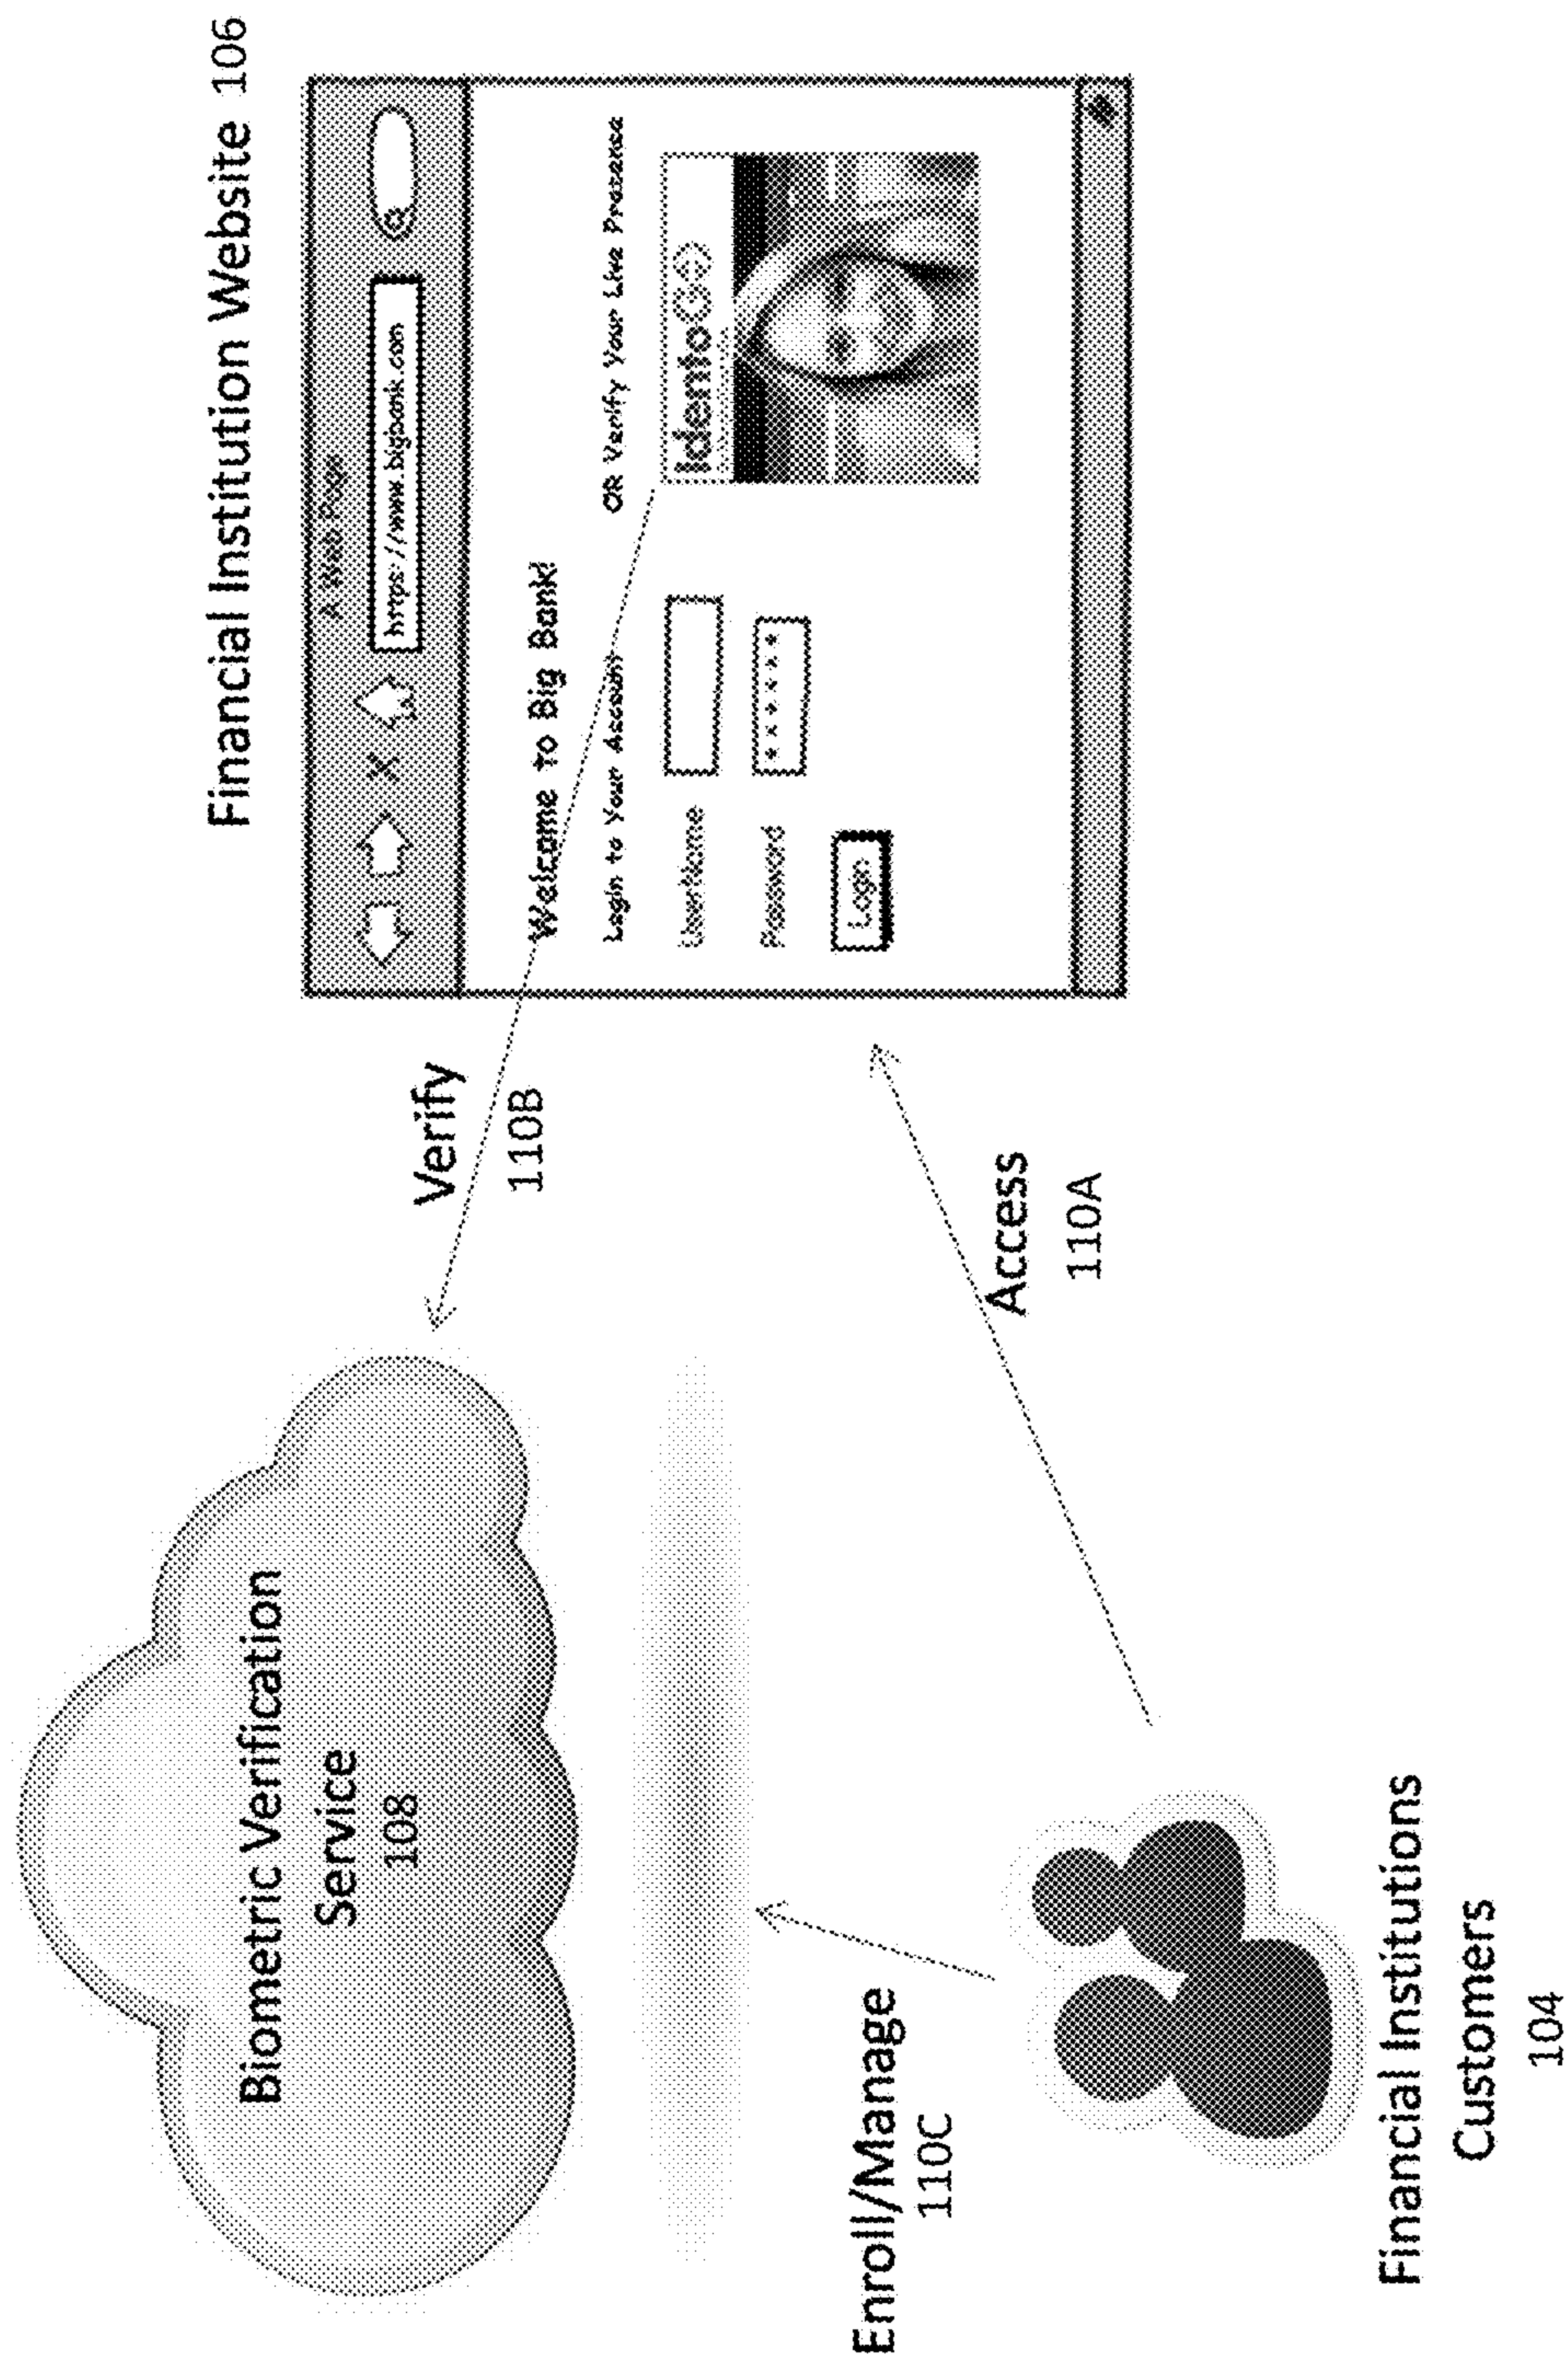 Financial Institution Website 106
A Web Page
https://www.bigbank.com
Welcome to Big Bank!
Login to Your Account
OR Verify Your Live Presence
UserName
Password
*******
Login
IdentoGO
Verify
110B
Access
110A
Biometric Verification
Service
108
Enroll/Manage
110C
Financial Institutions
Customers
104